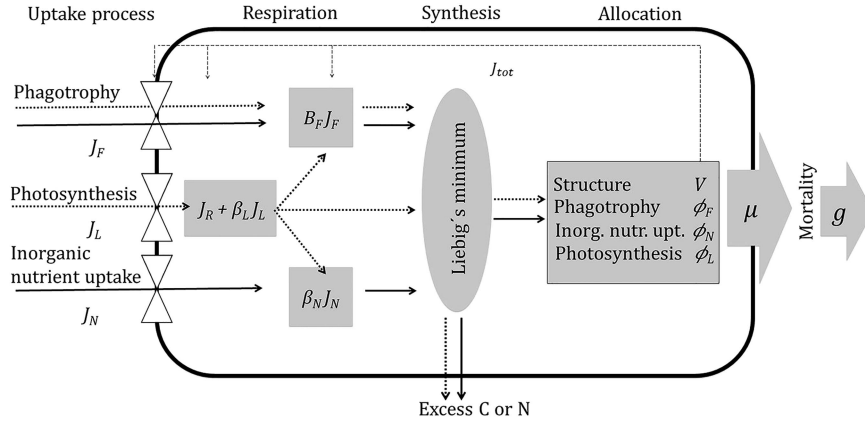 Uptake process Respiration Synthesis Allocation
J_tot
Phagotrophy
J_F
B_F J_F
Photosynthesis
J_L
J_R + β_L J_L
Inorganic
nutrient uptake
J_N
β_N J_N
Liebig´s minimum
Structure V
Phagotrophy ϕ_F
Inorg. nutr. upt. ϕ_N
Photosynthesis ϕ_L
μ
Mortality
g
Excess C or N